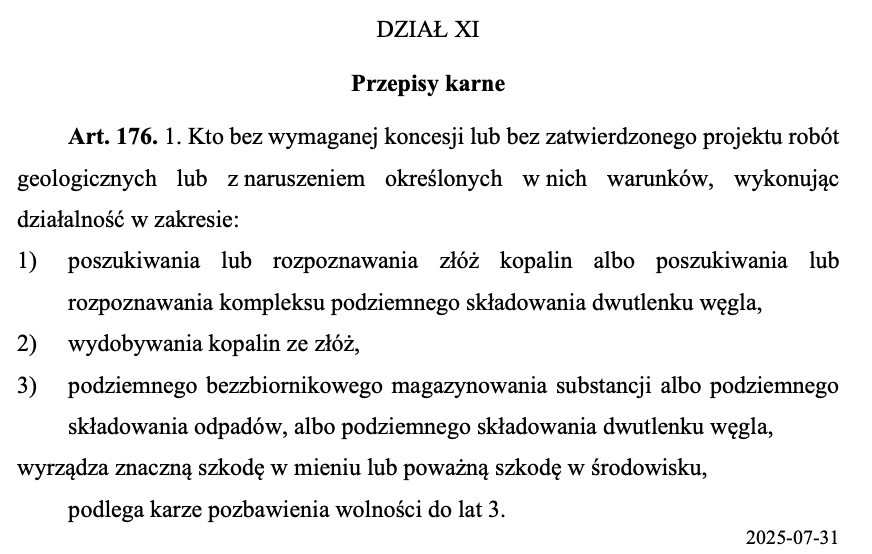 DZIAŁ XI
Przepisy karne
Art. 176. 1. Kto bez wymaganej koncesji lub bez zatwierdzonego projektu robót
geologicznych lub z naruszeniem określonych w nich warunków, wykonując
działalność w zakresie:
1) poszukiwania lub rozpoznawania złóż kopalin albo poszukiwania lub
rozpoznawania kompleksu podziemnego składowania dwutlenku węgla,
2) wydobywania kopalin ze złóż,
3) podziemnego bezzbiornikowego magazynowania substancji albo podziemnego
składowania odpadów, albo podziemnego składowania dwutlenku węgla,
wyrządza znaczną szkodę w mieniu lub poważną szkodę w środowisku,
podlega karze pozbawienia wolności do lat 3.
2025-07-31